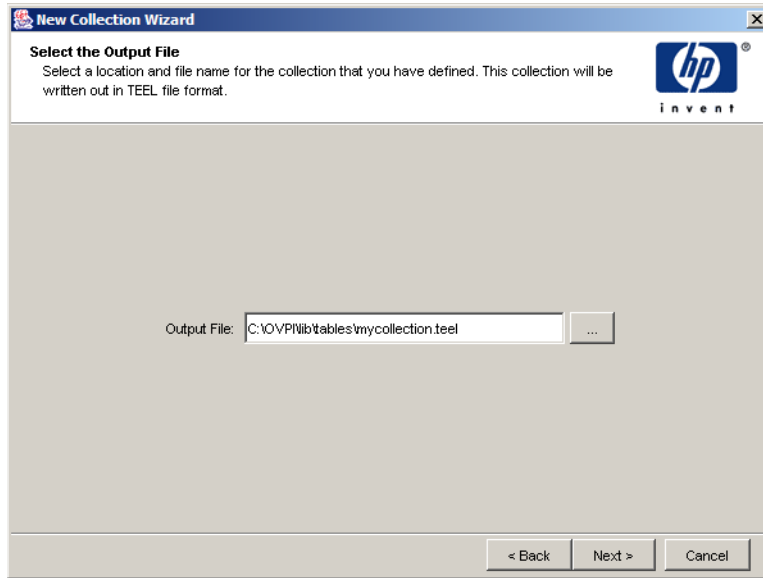 New Collection Wizard
Select the Output File
Select a location and file name for the collection that you have defined. This collection will be
written out in TEEL file format.
hp
®
invent
Output File:
C:\OVPI\lib\tables\mycollection.teel
...
< Back
Next >
Cancel